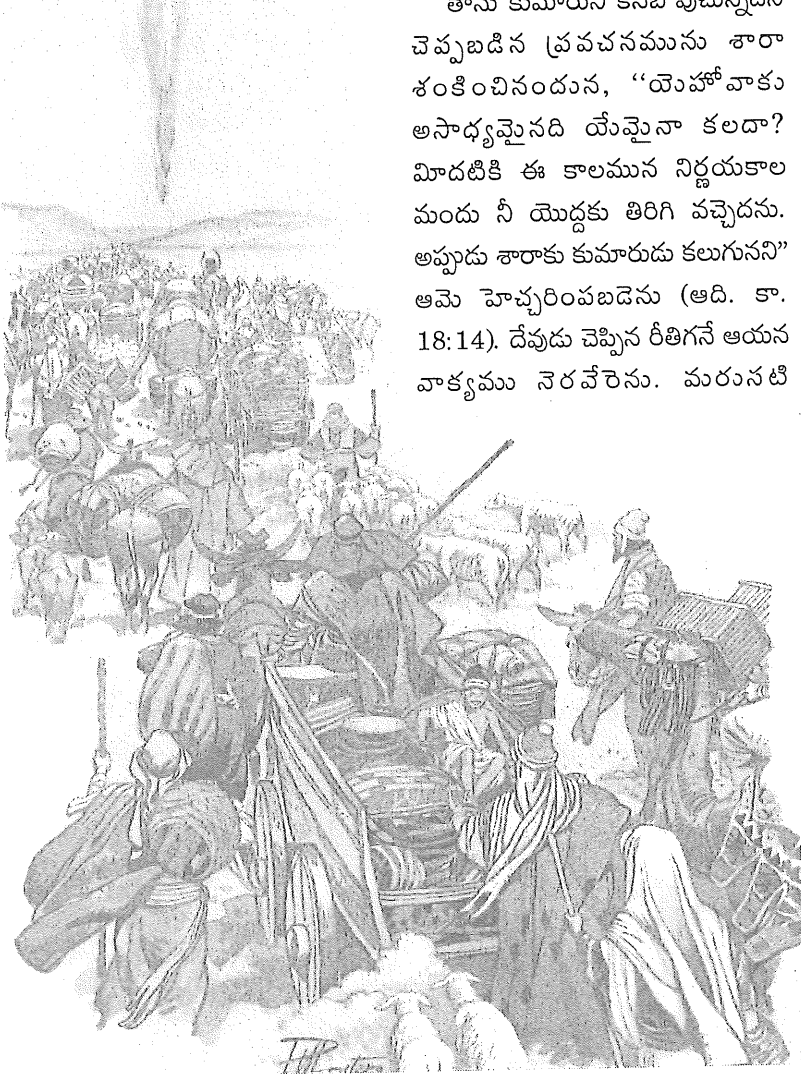 తాను కుమారుని
చెప్పబడిన ప్రవచనమును శారా
శంకించినందున, “యెహోవాకు
అసాధ్యమైనది యేమైనా కలదా?
మీదటికి ఈ కాలమున నిర్ణయకాల
మందు నీ యొద్దకు తిరిగి వచ్చెదను.
అప్పుడు శారాకు కుమారుడు కలుగునని”
ఆమె హెచ్చరింపబడెను (ఆది. కా.
18:14). దేవుడు చెప్పిన రీతిగనే ఆయన
వాక్యము నెరవేరెను. మరుసటి